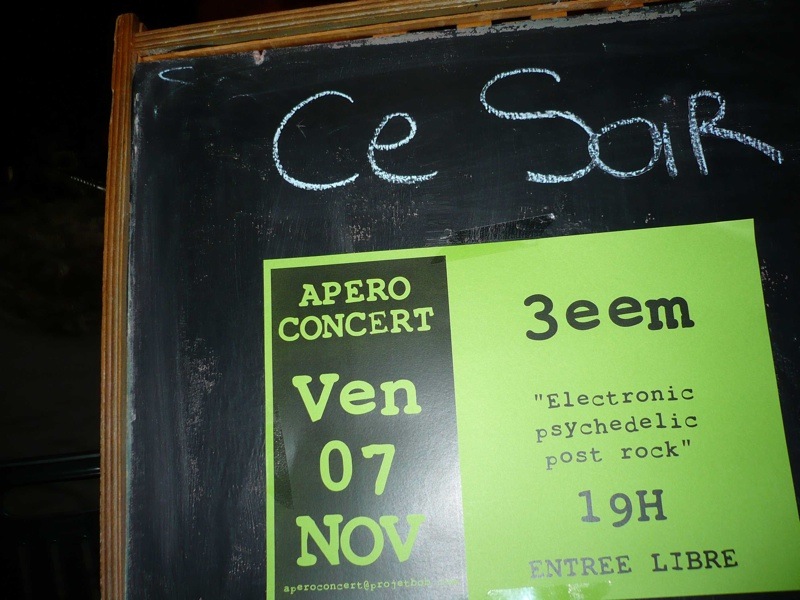 Ce SoiR
APERO
CONCERT
Ven
07
NOV
3eem
"Electronic
psychedelic
post rock"
19H
ENTREE LIBRE